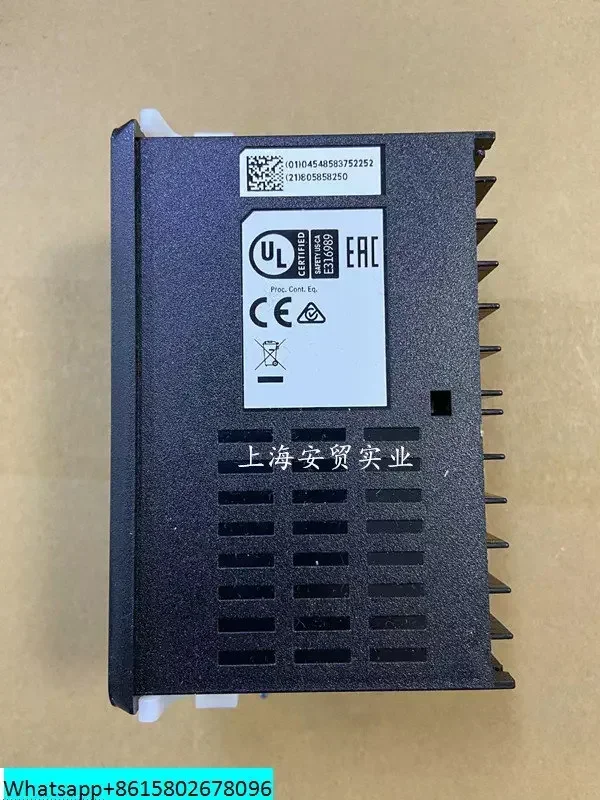 (01)04548583752252
(21)805858250
UL
CERTIFIED
SAFETY US-CA
E316989
EAC
Proc. Cont. Eq.
CE
上海安贸实业
Whatsapp+8615802678096